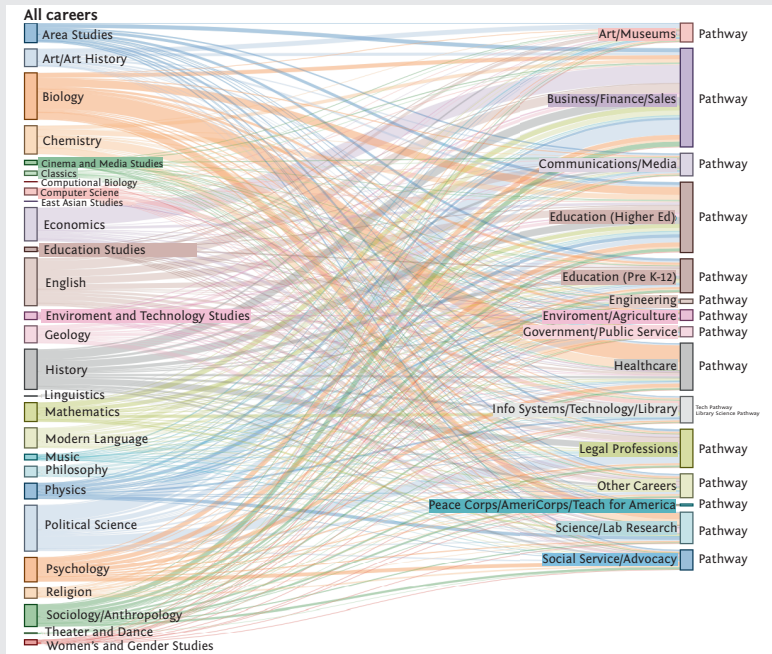 All careers
Area Studies
Art/Art History
Biology
Chemistry
Cinema and Media Studies
Classics
Computional Biology
Computer Sciene
East Asian Studies
Economics
Education Studies
English
Enviroment and Technology Studies
Geology
History
Linguistics
Mathematics
Modern Language
Music
Philosophy
Physics
Political Science
Psychology
Religion
Sociology/Anthropology
Theater and Dance
Women's and Gender Studies
Art/Museums Pathway
Business/Finance/Sales Pathway
Communications/Media Pathway
Education (Higher Ed) Pathway
Education (Pre K-12) Pathway
Engineering Pathway
Enviroment/Agriculture Pathway
Government/Public Service Pathway
Healthcare Pathway
Info Systems/Technology/Library
Tech Pathway
Library Science Pathway
Legal Professions Pathway
Other Careers Pathway
Peace Corps/AmeriCorps/Teach for America Pathway
Science/Lab Research Pathway
Social Service/Advocacy Pathway